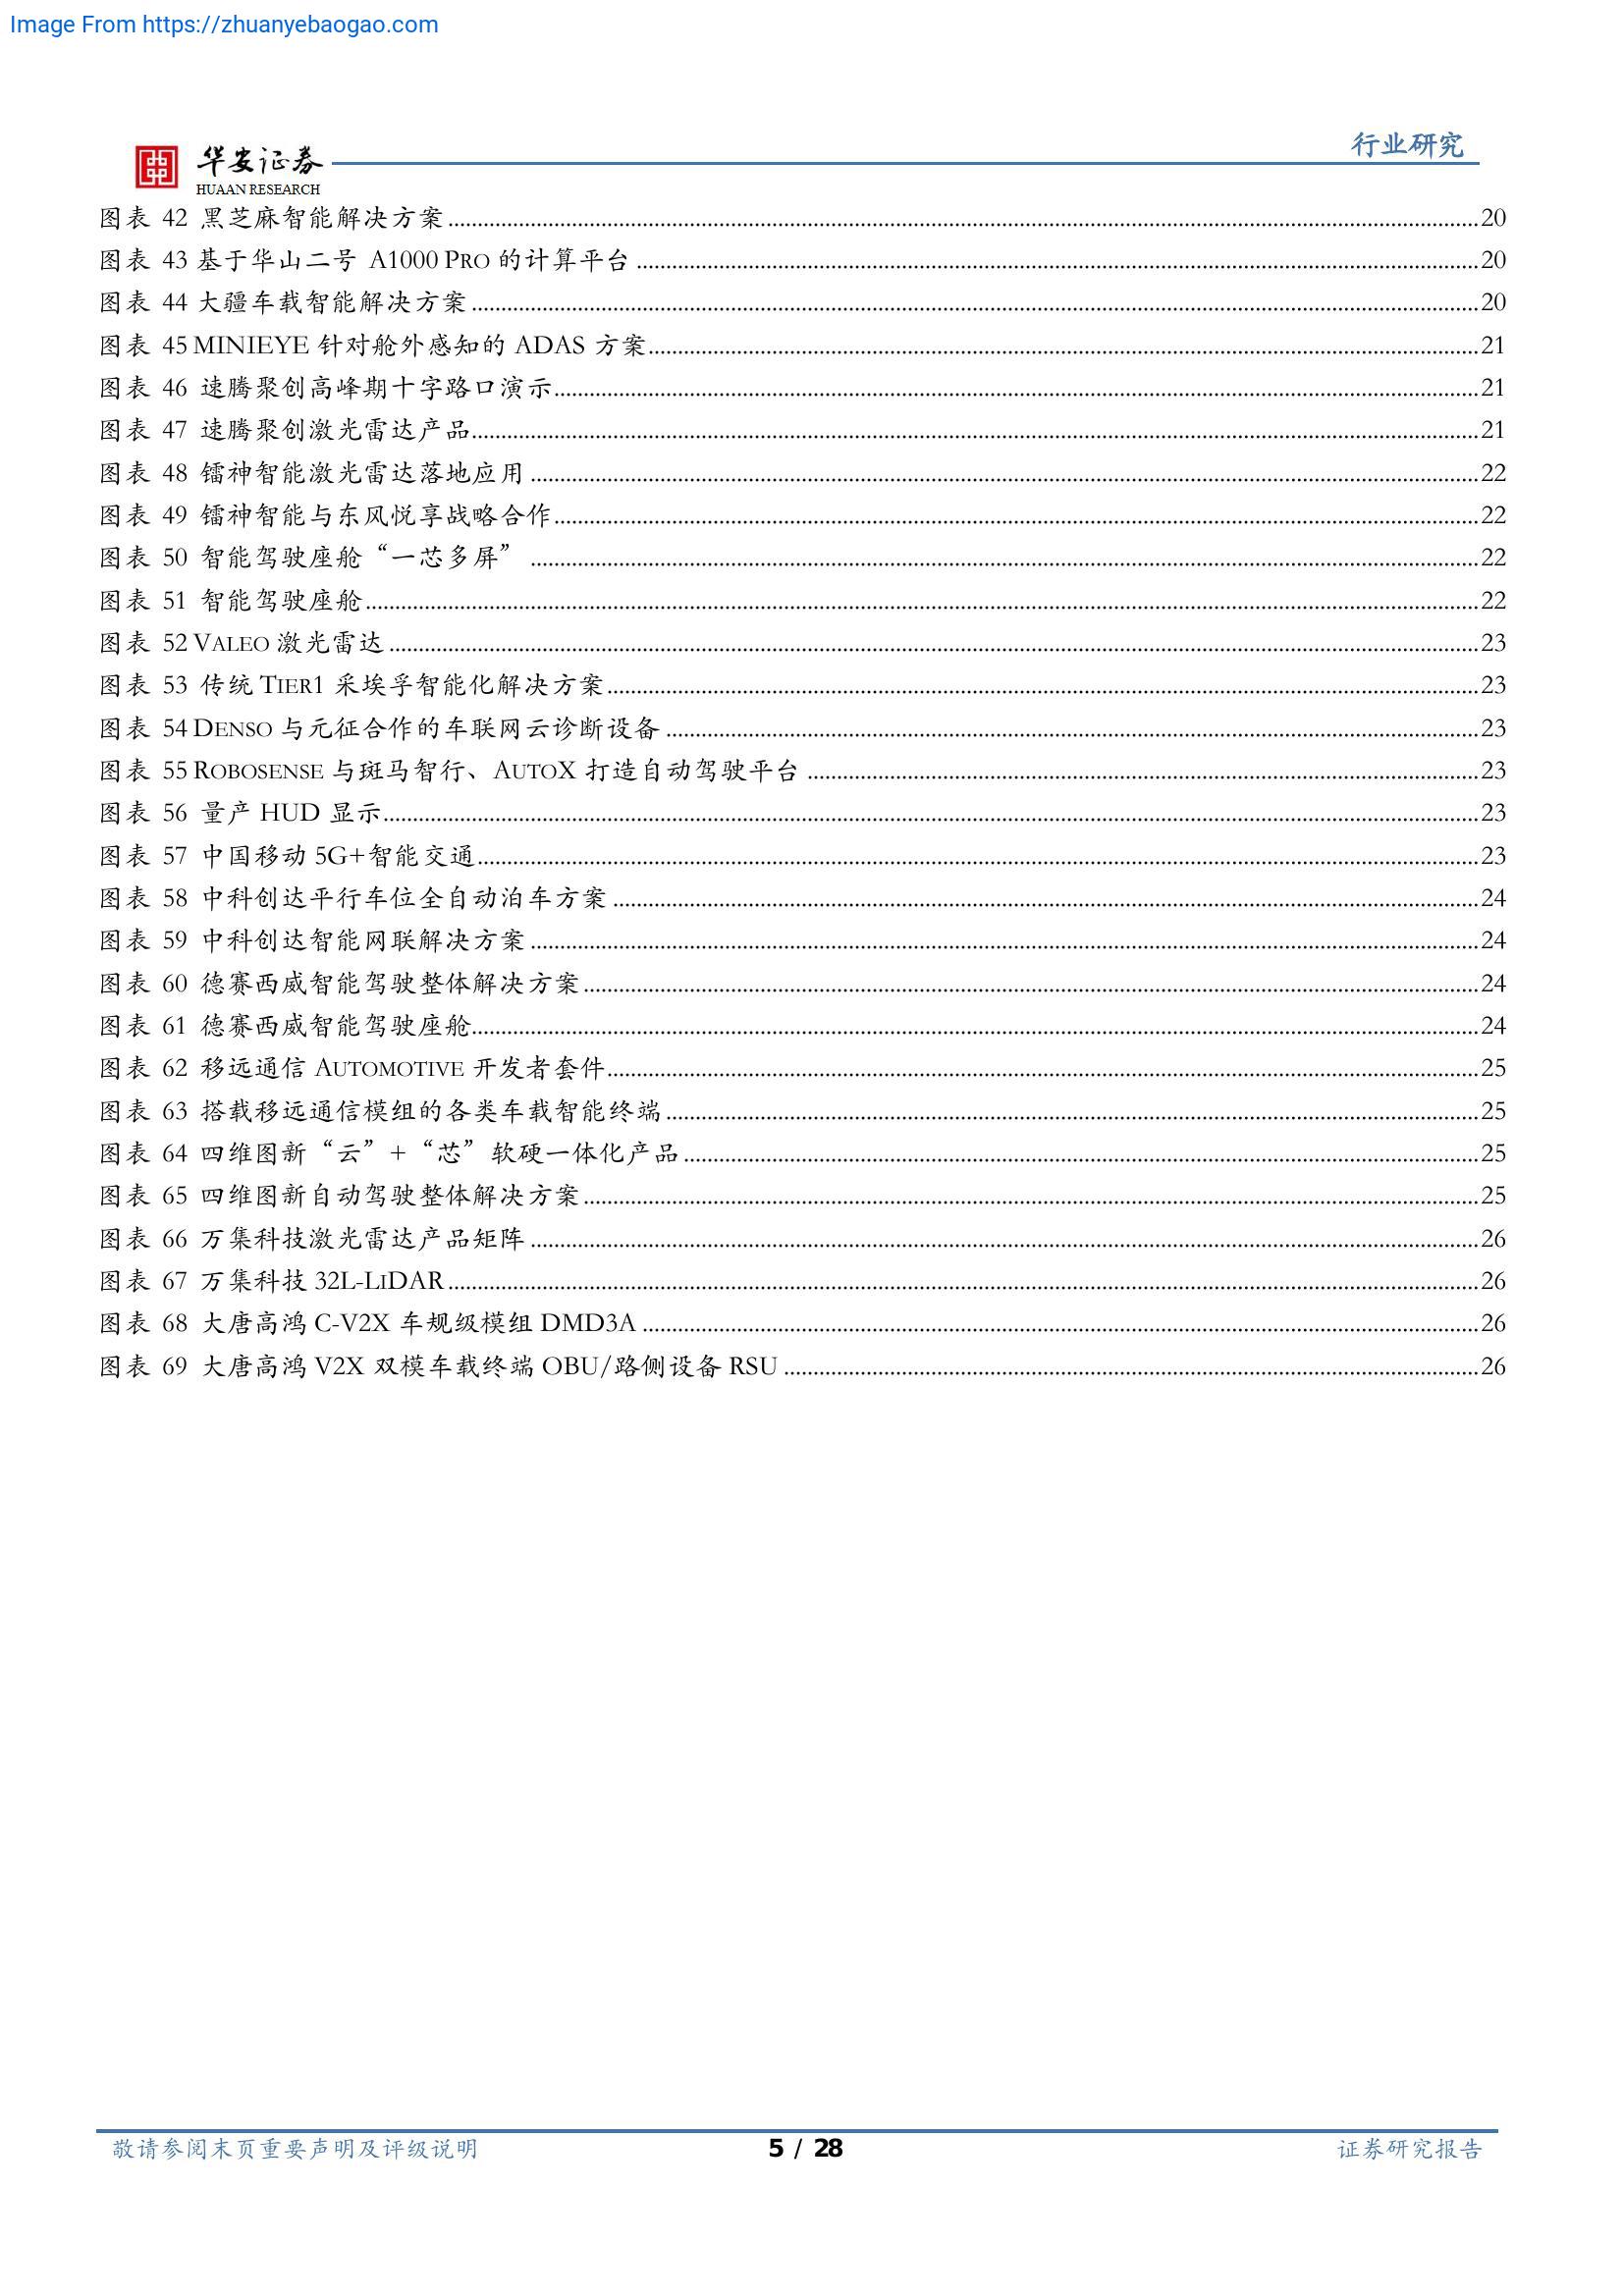 Image From https://zhuanyebaogao.com
行业研究
华安证券
HUAAN RESEARCH
图表 42 黑芝麻智能解决方案 20
图表 43 基于华山二号 A1000 PRO 的计算平台 20
图表 44 大疆车载智能解决方案 20
图表 45 MINIEYE 针对舱外感知的 ADAS 方案 21
图表 46 速腾聚创高峰期十字路口演示 21
图表 47 速腾聚创激光雷达产品 21
图表 48 镭神智能激光雷达落地应用 22
图表 49 镭神智能与东风悦享战略合作 22
图表 50 智能驾驶座舱“一芯多屏” 22
图表 51 智能驾驶座舱 22
图表 52 VALEO 激光雷达 23
图表 53 传统 TIER1 采埃孚智能化解决方案 23
图表 54 DENSO 与元征合作的车联网云诊断设备 23
图表 55 ROBOSENSE 与斑马智行、AUTOX 打造自动驾驶平台 23
图表 56 量产 HUD 显示 23
图表 57 中国移动 5G+智能交通 23
图表 58 中科创达平行车位全自动泊车方案 24
图表 59 中科创达智能网联解决方案 24
图表 60 德赛西威智能驾驶整体解决方案 24
图表 61 德赛西威智能驾驶座舱 24
图表 62 移远通信 AUTOMOTIVE 开发者套件 25
图表 63 搭载移远通信模组的各类车载智能终端 25
图表 64 四维图新“云”+“芯”软硬一体化产品 25
图表 65 四维图新自动驾驶整体解决方案 25
图表 66 万集科技激光雷达产品矩阵 26
图表 67 万集科技 32L-LIDAR 26
图表 68 大唐高鸿 C-V2X 车规级模组 DMD3A 26
图表 69 大唐高鸿 V2X 双模车载终端 OBU/路侧设备 RSU 26
敬请参阅末页重要声明及评级说明 5 / 28 证券研究报告